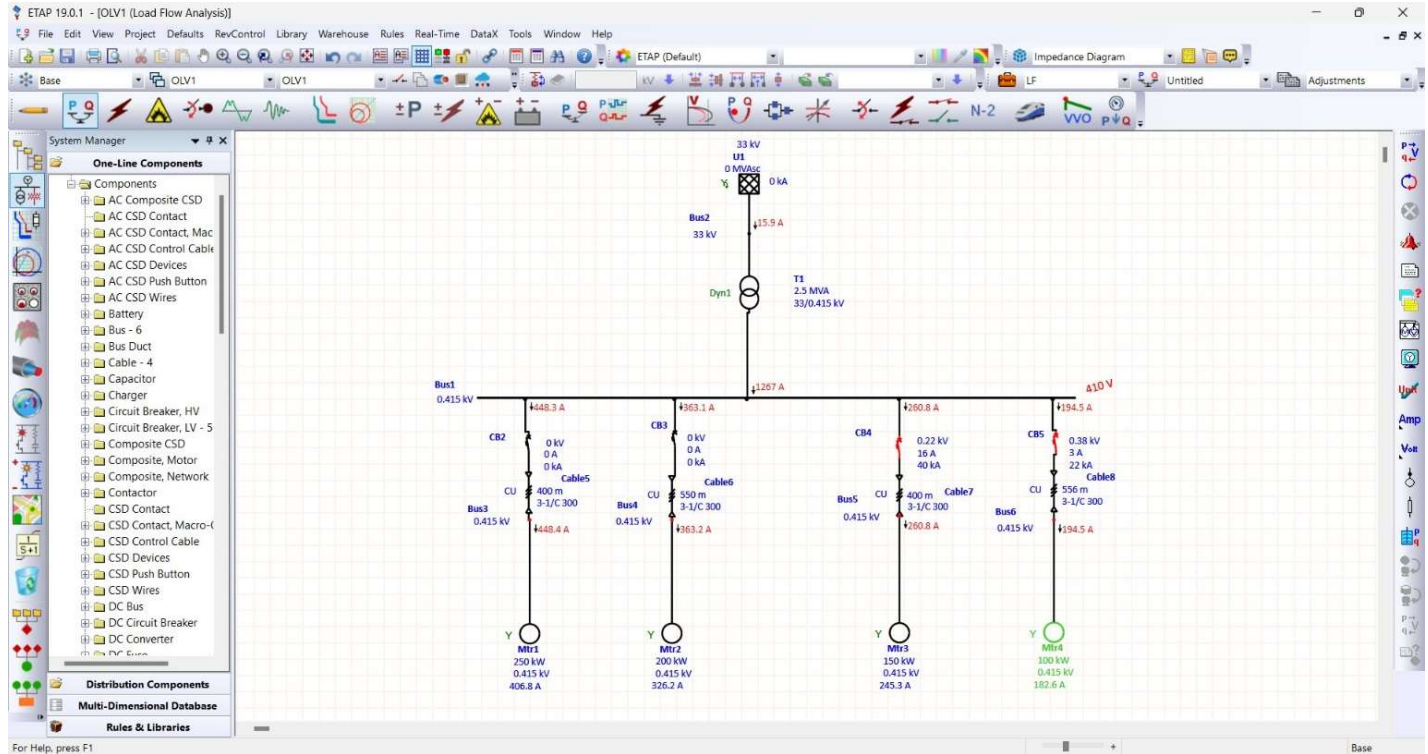 ETAP 19.0.1 - [OLV1 (Load Flow Analysis)]
File Edit View Project Defaults RevControl Library Warehouse Rules Real-Time DataX Tools Window Help
ETAP (Default) Impedance Diagram
Base OLV1 OLV1 kV LF Untitled Adjustments
P Q ±P P Q V P Q N-2 VVO P Q
System Manager
One-Line Components
Components
AC Composite CSD
AC CSD Contact
AC CSD Contact, Mac
AC CSD Control Cable
AC CSD Devices
AC CSD Push Button
AC CSD Wires
Battery
Bus - 6
Bus Duct
Cable - 4
Capacitor
Charger
Circuit Breaker, HV
Circuit Breaker, LV - 5
Composite CSD
Composite, Motor
Composite, Network
Contactor
CSD Contact
CSD Contact, Macro-(
CSD Control Cable
CSD Devices
CSD Push Button
CSD Wires
DC Bus
DC Circuit Breaker
DC Converter
DC Fuse
Distribution Components
Multi-Dimensional Database
Rules & Libraries
33 kV
U1
0 MVAsc
0 kA
Bus2
15.9 A
33 kV
T1
Dyn1
2.5 MVA
33/0.415 kV
Bus1
1267 A
410 V
0.415 kV
448.3 A
363.1 A
260.8 A
194.5 A
CB2
0 kV
0 A
0 kA
Cable5
CU
400 m
3-1/C 300
Bus3
0.415 kV
448.4 A
CB3
0 kV
0 A
0 kA
Cable6
CU
550 m
3-1/C 300
Bus4
0.415 kV
363.2 A
CB4
0.22 kV
16 A
40 kA
Cable7
CU
400 m
3-1/C 300
Bus5
0.415 kV
260.8 A
CB5
0.38 kV
3 A
22 kA
Cable8
CU
556 m
3-1/C 300
Bus6
0.415 kV
194.5 A
Y
Mtr1
250 kW
0.415 kV
406.8 A
Y
Mtr2
200 kW
0.415 kV
326.2 A
Y
Mtr3
150 kW
0.415 kV
245.3 A
Y
Mtr4
100 kW
0.415 kV
182.6 A
Unit
Amp
Volt
For Help, press F1
Base